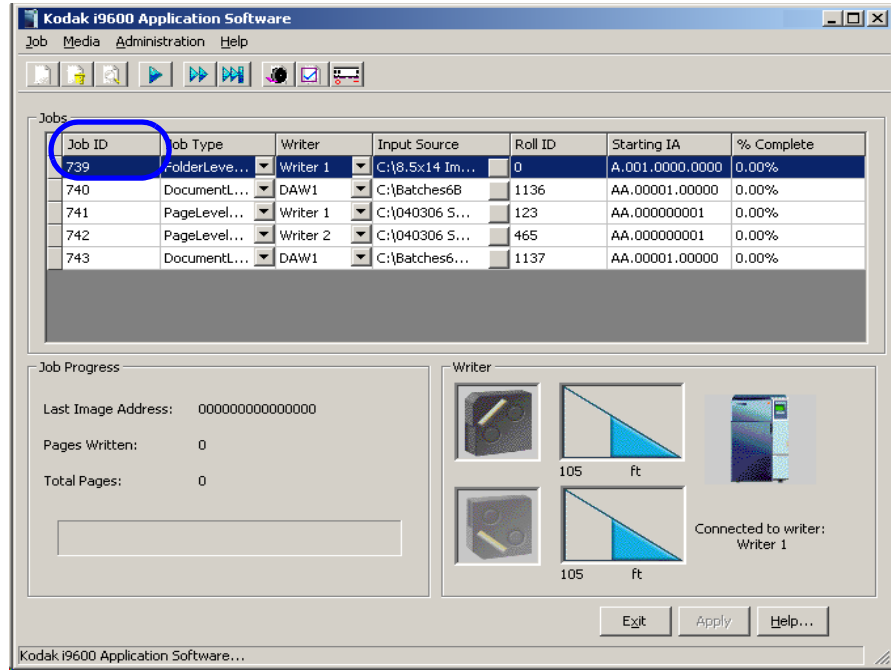 Kodak i9600 Application Software
Job Media Administration Help
Jobs
Job ID Job Type Writer Input Source Roll ID Starting IA % Complete
739 FolderLeve... Writer 1 C:\8.5x14 Im... 0 A.001.0000.0000 0.00%
740 DocumentL... DAW1 C:\Batches6B 1136 AA.00001.00000 0.00%
741 PageLevel... Writer 1 C:\040306 S... 123 AA.000000001 0.00%
742 PageLevel... Writer 2 C:\040306 S... 465 AA.000000001 0.00%
743 DocumentL... DAW1 C:\Batches6... 1137 AA.00001.00000 0.00%
Job Progress
Last Image Address: 000000000000000
Pages Written: 0
Total Pages: 0
Writer
105 ft
105 ft
Connected to writer:
Writer 1
Exit Apply Help...
Kodak i9600 Application Software...